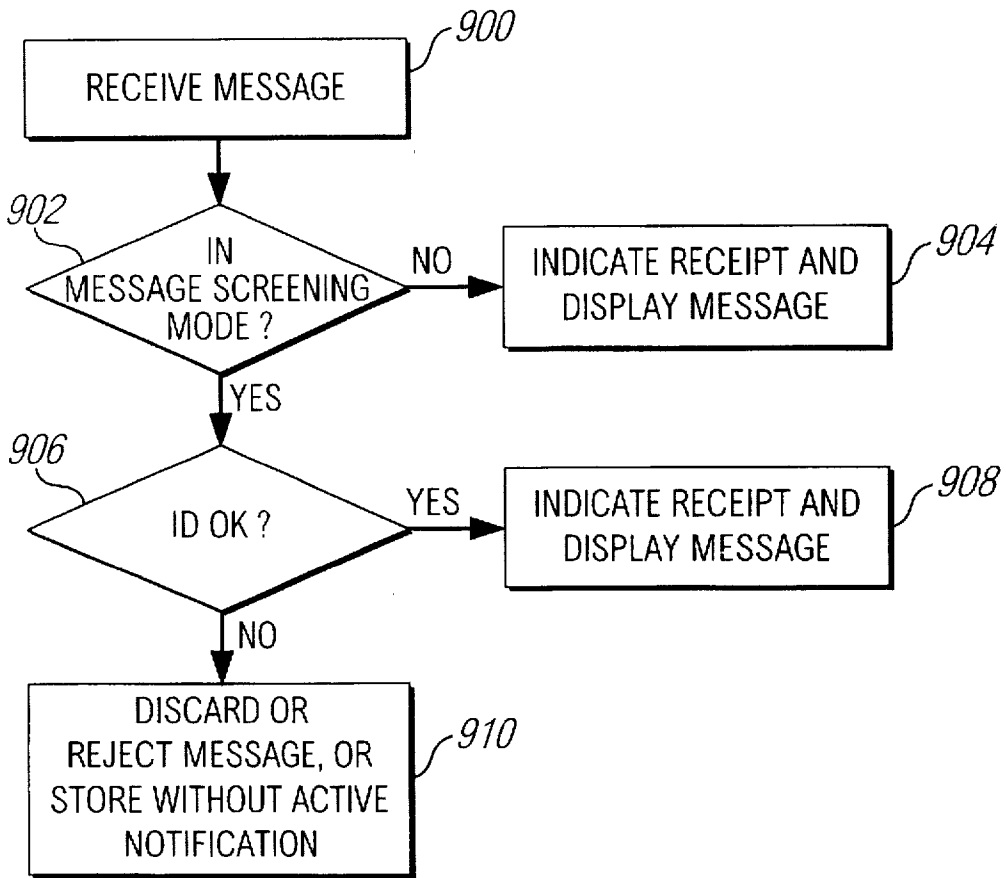 900
RECEIVE MESSAGE
902
IN
MESSAGE SCREENING
MODE ?
NO
904
INDICATE RECEIPT AND
DISPLAY MESSAGE
YES
906
ID OK ?
YES
908
INDICATE RECEIPT AND
DISPLAY MESSAGE
NO
910
DISCARD OR
REJECT MESSAGE, OR
STORE WITHOUT ACTIVE
NOTIFICATION